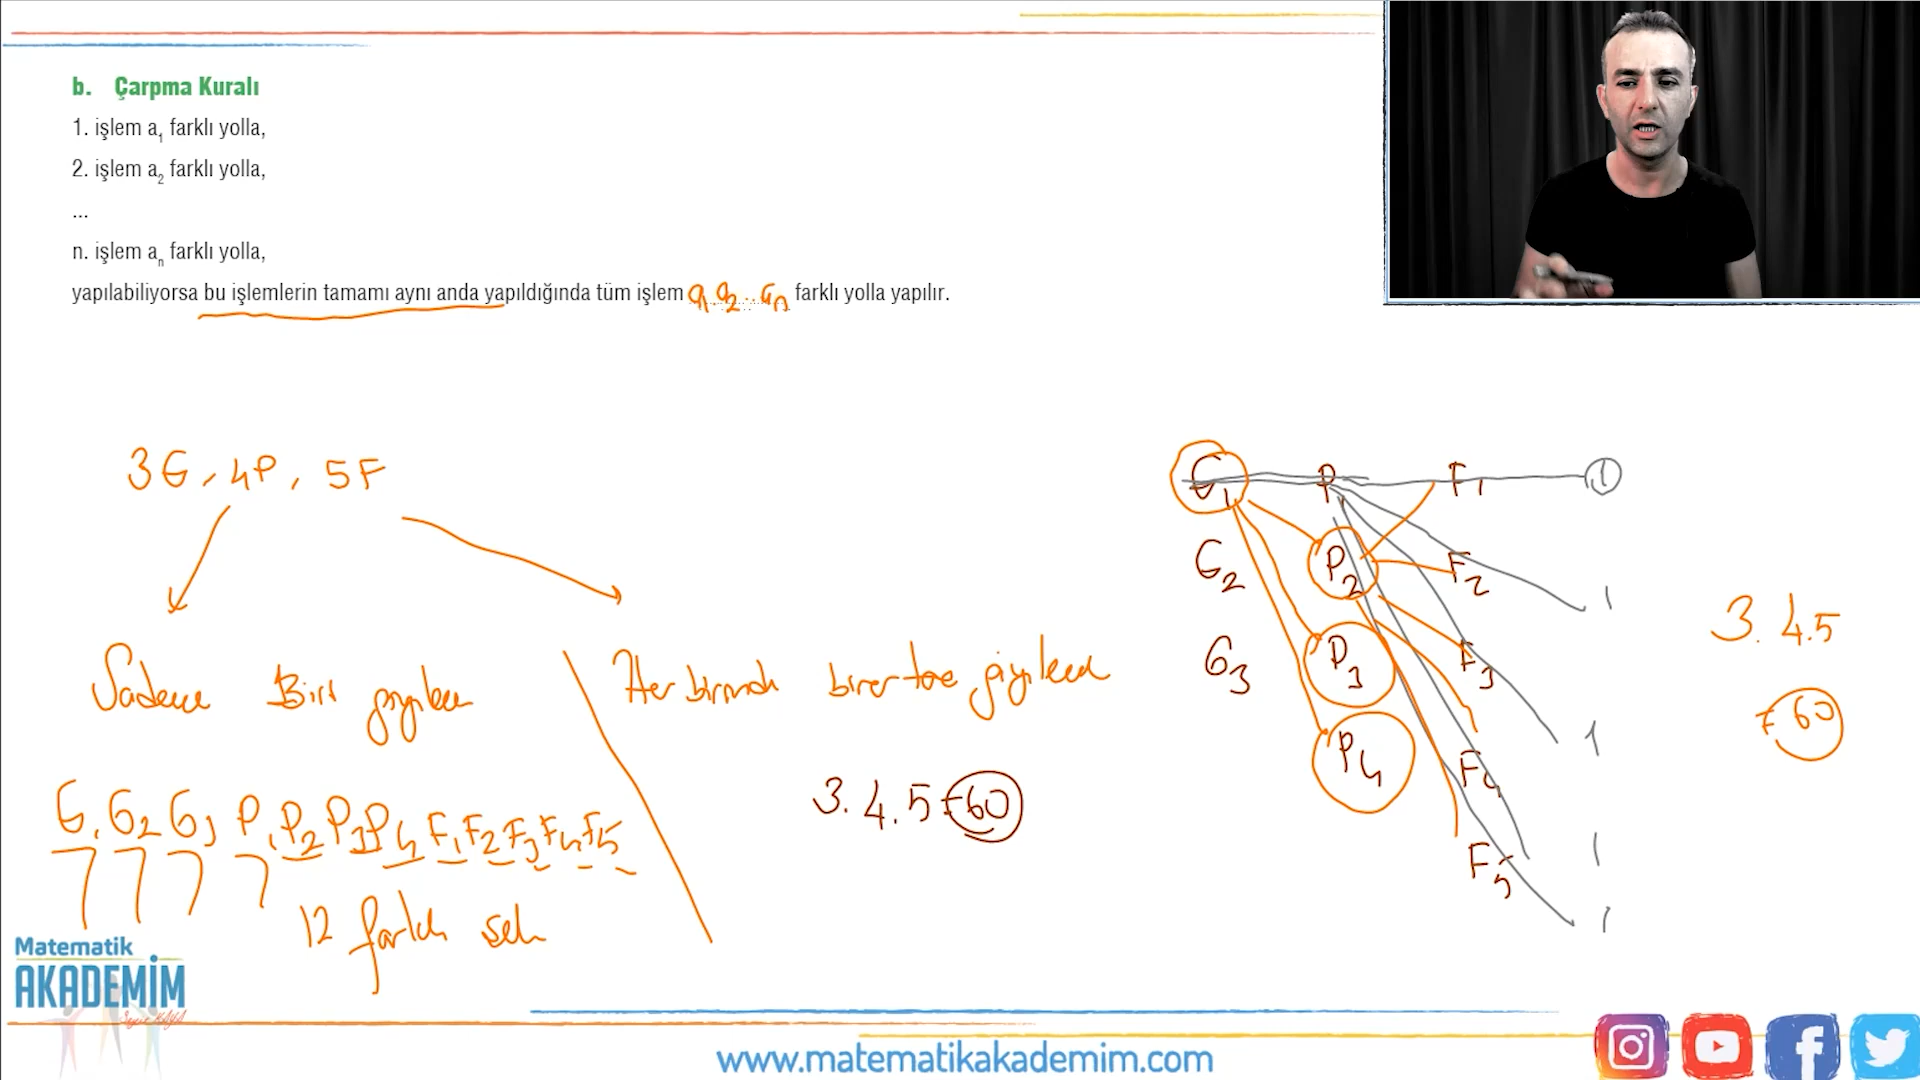 b. Çarpma Kuralı
1. işlem a₁ farklı yolla,
2. işlem a₂ farklı yolla,
...
n. işlem aₙ farklı yolla,
yapılabiliyorsa bu işlemlerin tamamı aynı anda yapıldığında tüm işlem a₁.a₂...aₙ farklı yolla yapılır.
3G, 4P, 5F
Sadece Biri
Her birinden birer tane
G₁ G₂ G₃ P₁ P₂ P₃ P₄ F₁ F₂ F₃ F₄ F₅
12 farklı
3.4.5=60
G₁ P₁ F₁ 1
G₂ P₂ F₂ 1
G₃ P₃ F₃
P₄ F₄ 1
F₅ 1
1
3.4.5
=60
Matematik
AKADEMİM
www.matematikakademim.com